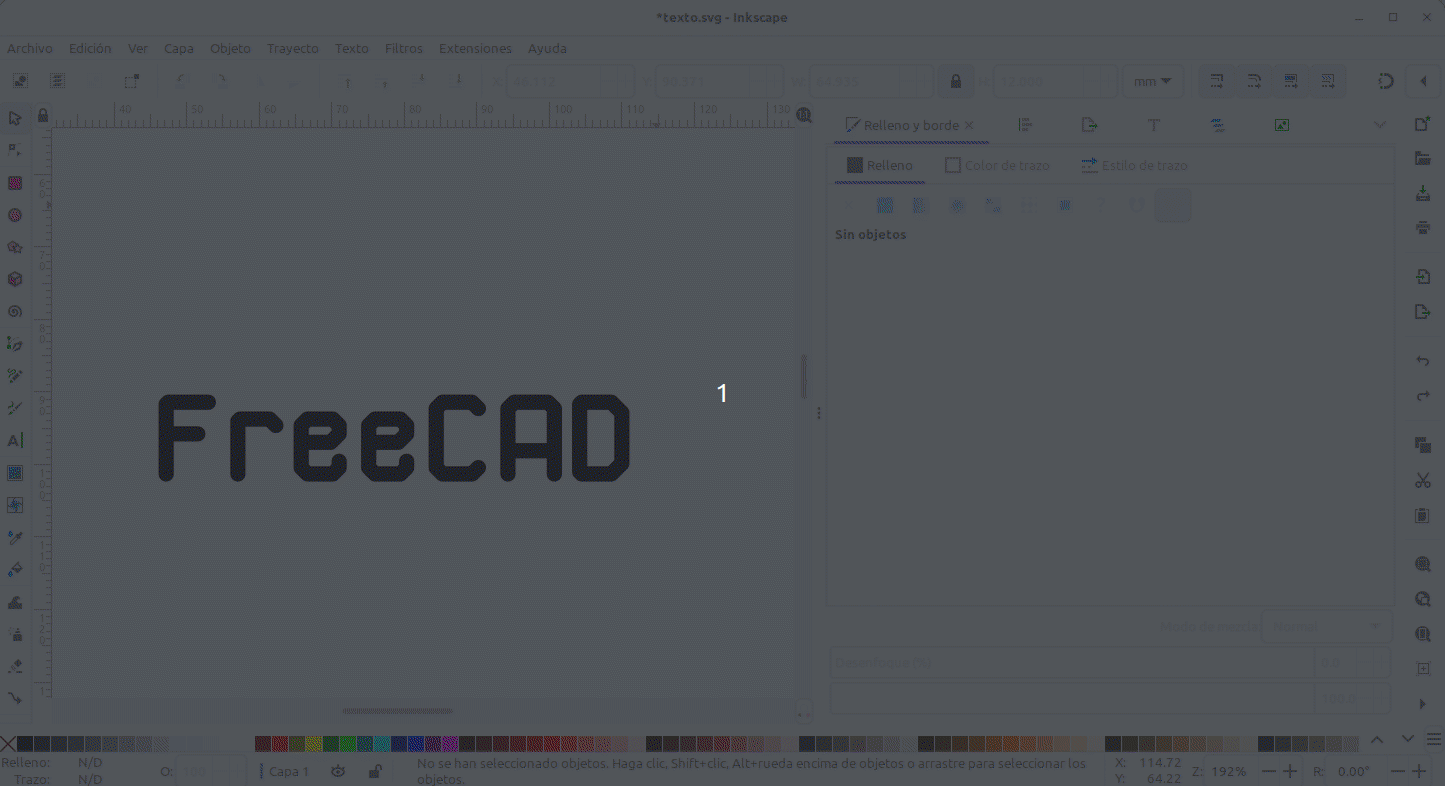 *texto.svg - Inkscape
Archivo Edición Ver Capa Objeto Trayecto Texto Filtros Extensiones Ayuda
mm
40 50 60 70 80 90 100 110 120 130
Relleno y borde
Relleno Color de trazo Estilo de trazo
Sin objetos
1
FreeCAD
Modo de mezcla: Normal
Desenfoque (%)
Relleno: N/D
Trazo: N/D
O:
Capa 1
No se han seleccionado objetos. Haga clic, Shift+clic, Alt+rueda encima de objetos o arrastre para seleccionar los
objetos.
X: 114.72
Y: 64.22
Z: 192%
R: 0.00°